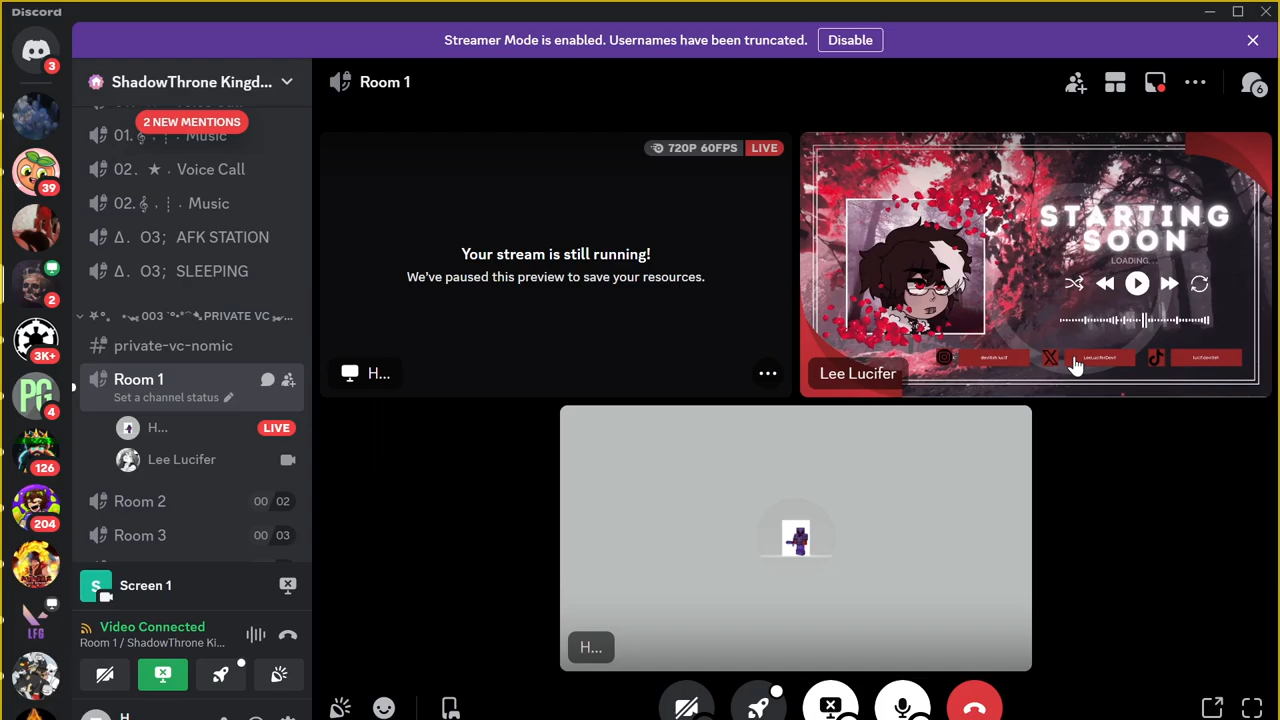 Discord
Streamer Mode is enabled. Usernames have been truncated.
Disable
3
39
2
3K+
PG
4
126
204
LFG
ShadowThrone Kingd...
2 NEW MENTIONS
01. Music
02. ★ . Voice Call
02. Music
Δ. O3; AFK STATION
Δ. O3; SLEEPING
003 PRIVATE VC
private-vc-nomic
Room 1
Set a channel status
H...
LIVE
Lee Lucifer
Room 2
00 02
Room 3
00 03
S
Screen 1
Video Connected
Room 1 / ShadowThrone Ki...
H
Room 1
6
720P 60FPS
LIVE
Your stream is still running!
We've paused this preview to save your resources.
H...
STARTING
SOON
LOADING...
LeeLuciferDevil
Lee Lucifer
H...